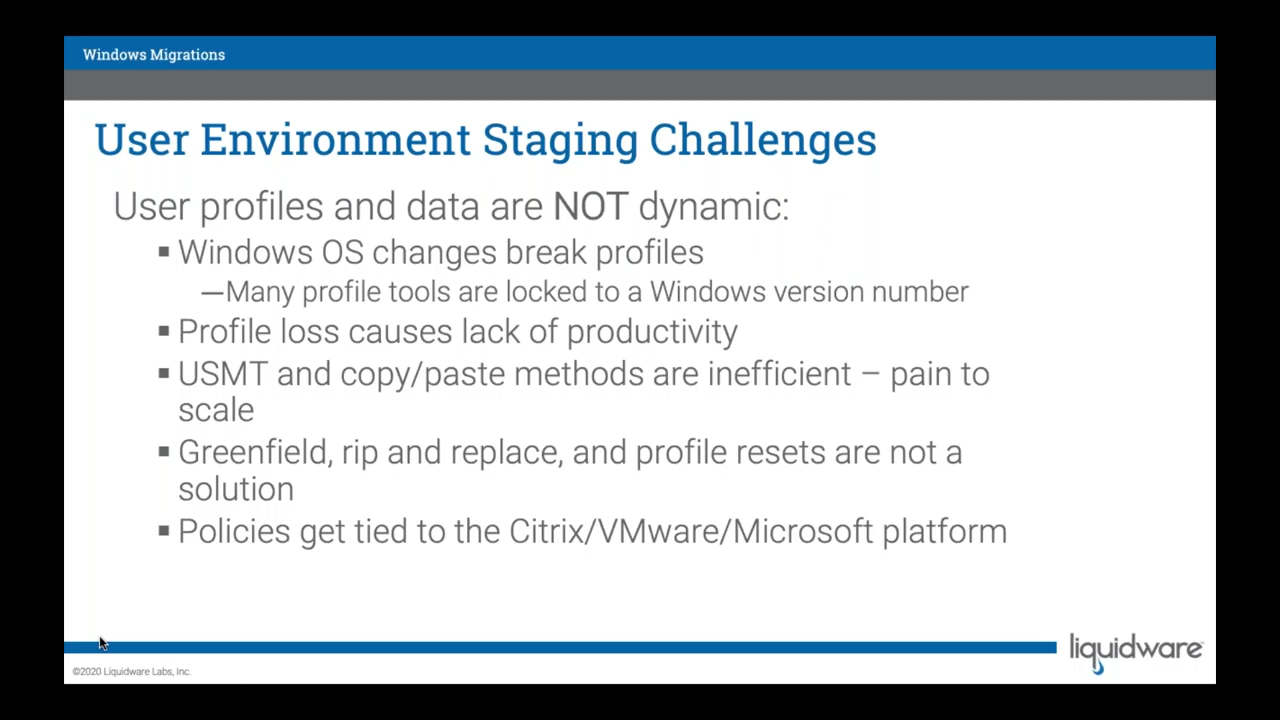 Windows Migrations
User Environment Staging Challenges
User profiles and data are NOT dynamic:
▪ Windows OS changes break profiles
—Many profile tools are locked to a Windows version number
▪ Profile loss causes lack of productivity
▪ USMT and copy/paste methods are inefficient – pain to
scale
▪ Greenfield, rip and replace, and profile resets are not a
solution
▪ Policies get tied to the Citrix/VMware/Microsoft platform
liquidware
©2020 Liquidware Labs, Inc.